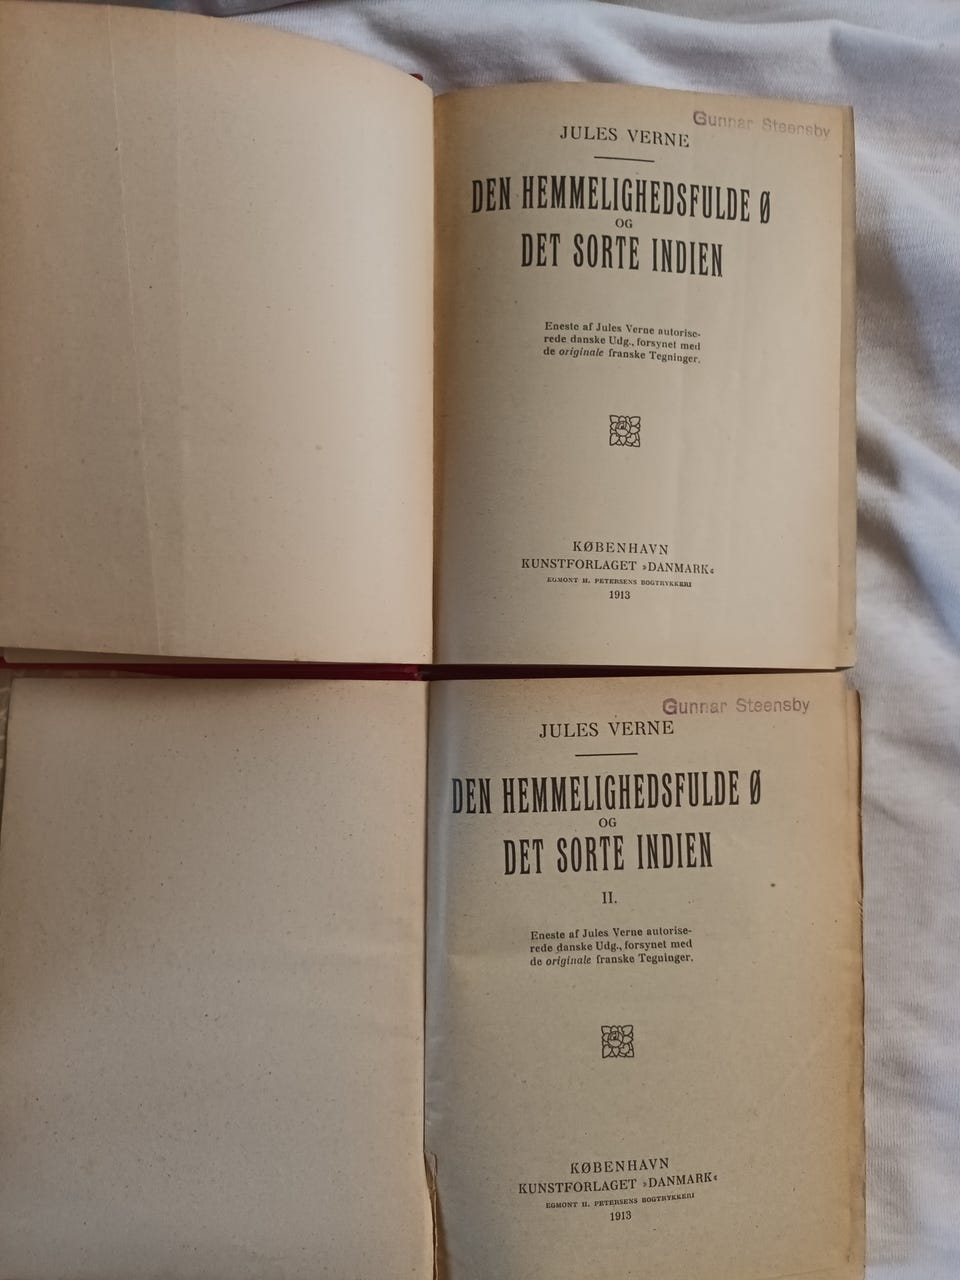 Gunnar Steensby
JULES VERNE
DEN HEMMELIGHEDSFULDE Ø
OG
DET SORTE INDIEN
Eneste af Jules Verne autorise-
rede danske Udg., forsynet med
de originale franske Tegninger.
KØBENHAVN
KUNSTFORLAGET »DANMARK«
EGMONT H. PETERSENS BOGTRYKKERI
1913
Gunnar Steensby
JULES VERNE
DEN HEMMELIGHEDSFULDE Ø
OG
DET SORTE INDIEN
II.
Eneste af Jules Verne autorise-
rede danske Udg., forsynet med
de originale franske Tegninger.
KØBENHAVN
KUNSTFORLAGET »DANMARK«
EGMONT H. PETERSENS BOGTRYKKERI
1913